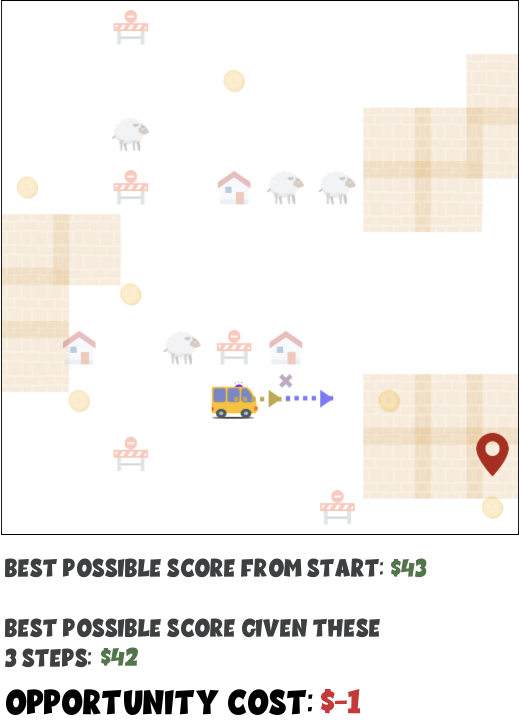 BEST POSSIBLE SCORE FROM START: $43
BEST POSSIBLE SCORE GIVEN THESE
3 STEPS: $42
OPPORTUNITY COST: $-1